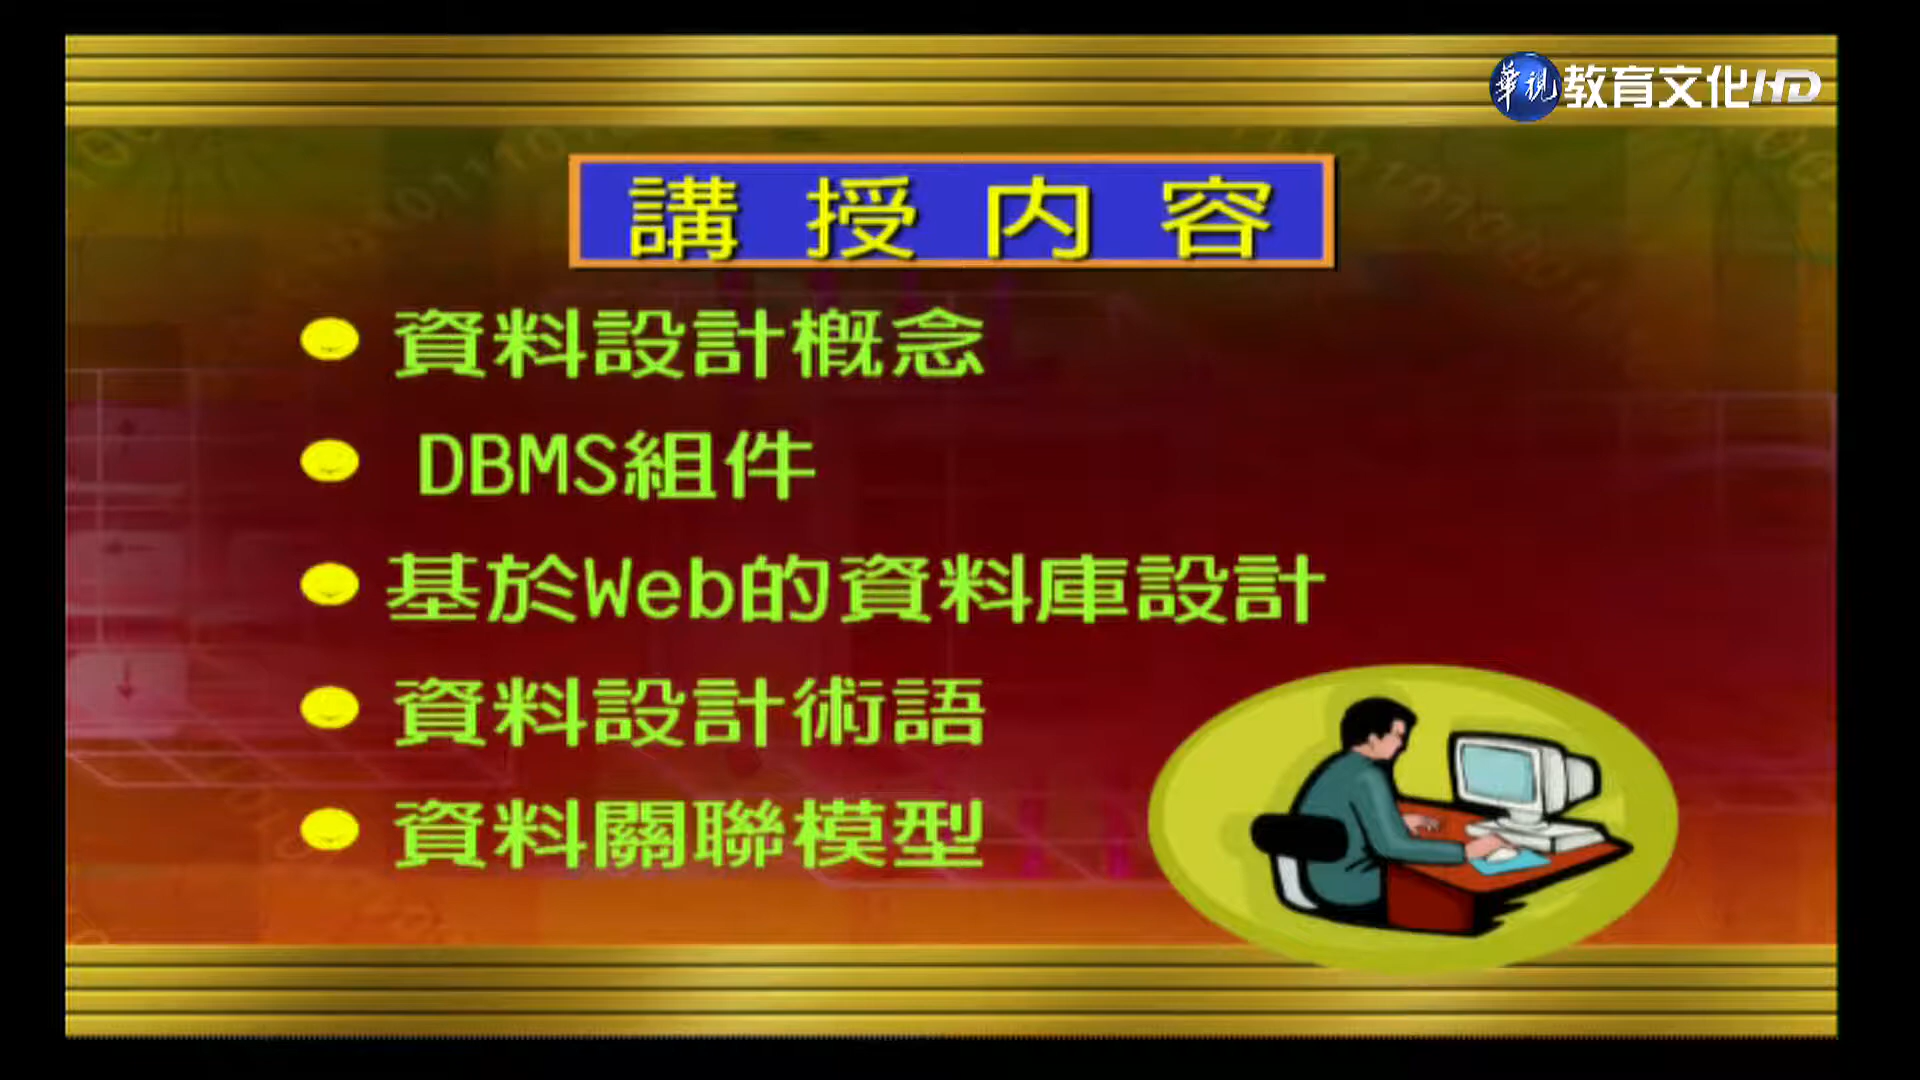 華視教育文化HD
講授内容
資料設計概念
DBMS組件
基於Web的資料庫設計
資料設計術語
資料關聯模型